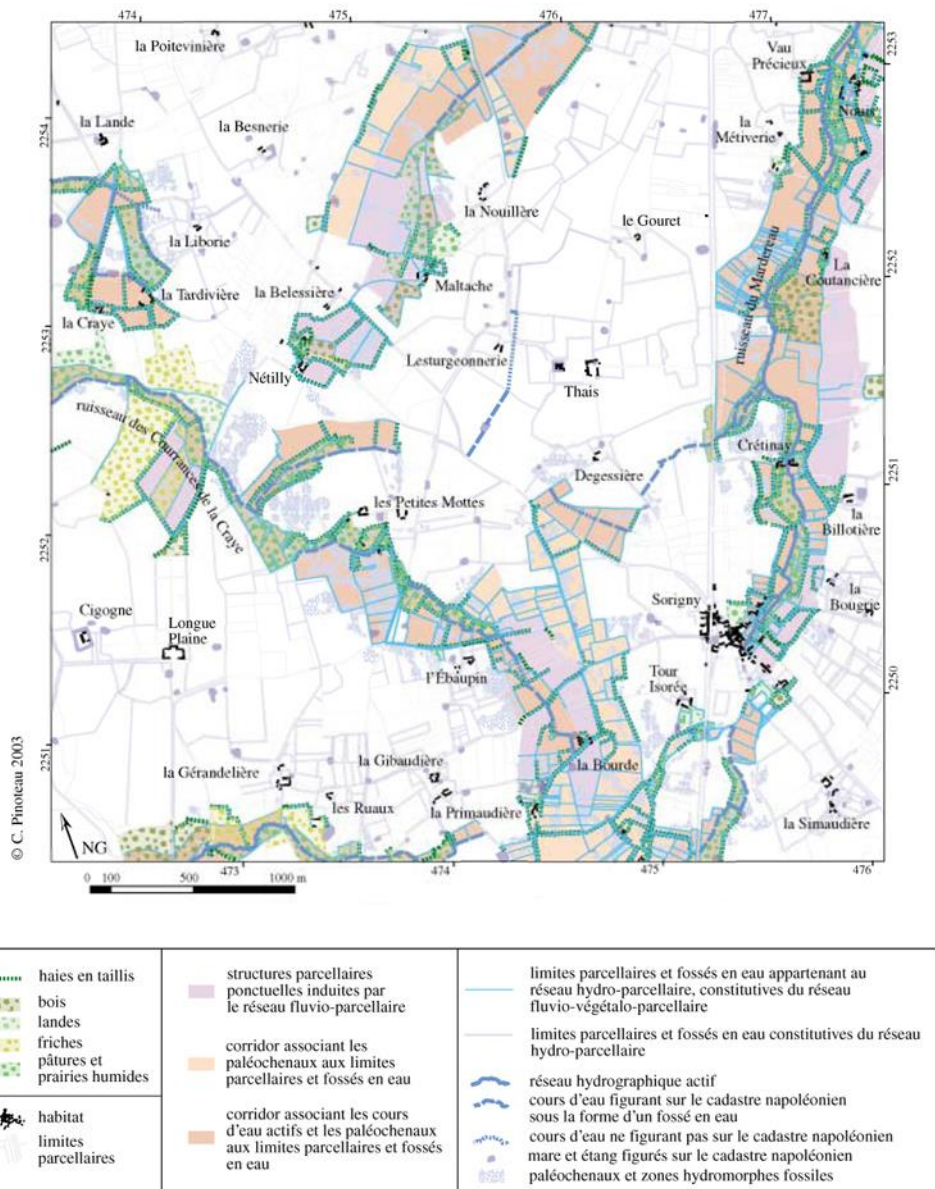 474
475
476
477
la Poitevinière
Vau
Précieux
2253
Nouis
2254
la Lande
la Besnerie
la
Métiverie
la Nouillère
le Gouret
la Liborie
2252
La
Coutancière
Maltache
la Tardivière
la Belessière
la Craye
ruisseau du Mardereau
2253
Lesturgeonnerie
Nétilly
Thais
ruisseau des Courrances de la Craye
Crétinay
Degessière
2251
les Petites Mottes
la
Billotière
2252
Cigogne
Longue
Plaine
Sorigny
la
Bougrie
l'Ébaupin
Tour
Isorée
2250
2251
la Gérandelière
la Gibaudière
la Bourde
les Ruaux
la Primaudière
la Simaudière
© C. Pinoteau 2003
NG
473
474
475
476
0 100 500 1000 m
haies en taillis
bois
landes
friches
pâtures et
prairies humides
habitat
limites
parcellaires
structures parcellaires
ponctuelles induites par
le réseau fluvio-parcellaire
corridor associant les
paléochenaux aux limites
parcellaires et fossés en eau
corridor associant les cours
d'eau actifs et les paléochenaux
aux limites parcellaires et fossés
en eau
limites parcellaires et fossés en eau appartenant au
réseau hydro-parcellaire, constitutives du réseau
fluvio-végétalo-parcellaire
limites parcellaires et fossés en eau constitutives du réseau
hydro-parcellaire
réseau hydrographique actif
cours d'eau figurant sur le cadastre napoléonien
sous la forme d'un fossé en eau
cours d'eau ne figurant pas sur le cadastre napoléonien
mare et étang figurés sur le cadastre napoléonien
paléochenaux et zones hydromorphes fossiles